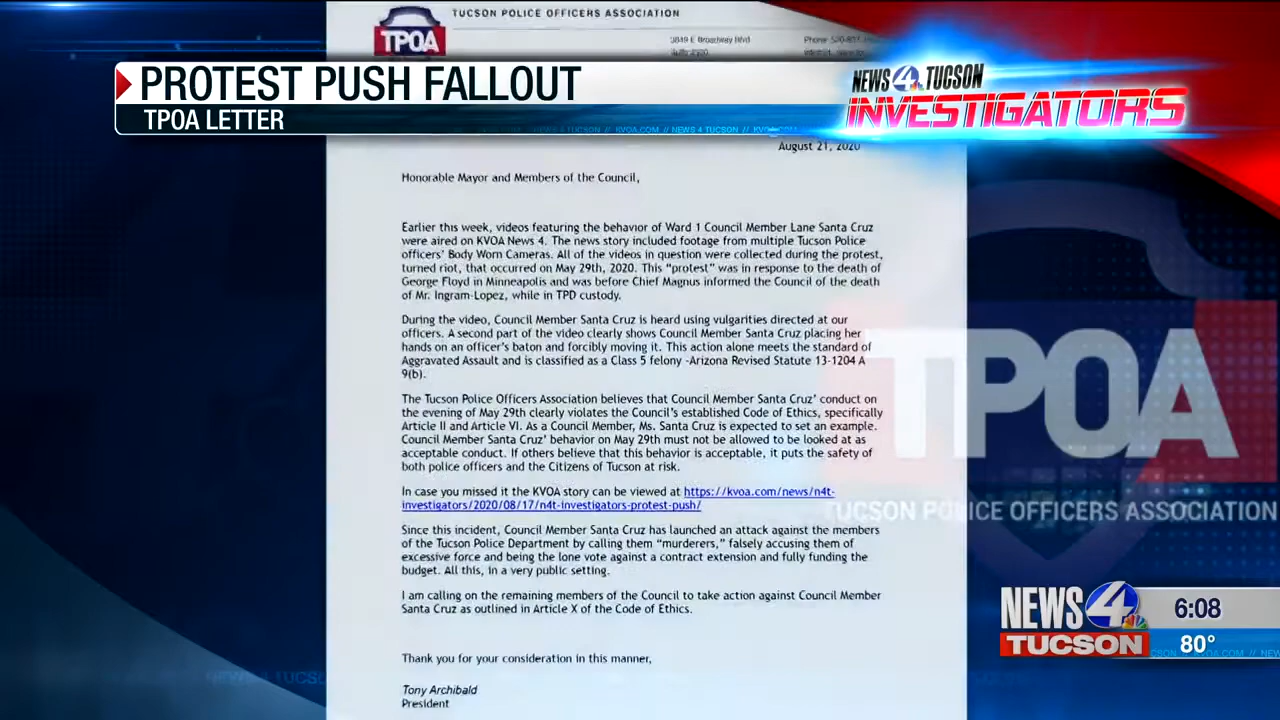 TUCSON POLICE OFFICERS ASSOCIATION
TPOA
3849 E Broadway Blvd
Phone: 520-
PROTEST PUSH FALLOUT
TPOA LETTER
NEWS 4 TUCSON
INVESTIGATORS
NEWS 4 TUCSON // KVOA.COM // NEWS 4 TUCSON //
August 21, 2020
Honorable Mayor and Members of the Council,
Earlier this week, videos featuring the behavior of Ward 1 Council Member Lane Santa Cruz
were aired on KVOA News 4. The news story included footage from multiple Tucson Police
officers’ Body Worn Cameras. All of the videos in question were collected during the protest,
turned riot, that occurred on May 29th, 2020. This “protest” was in response to the death of
George Floyd in Minneapolis and was before Chief Magnus informed the Council of the death
of Mr. Ingram-Lopez, while in TPD custody.
During the video, Council Member Santa Cruz is heard using vulgarities directed at our
officers. A second part of the video clearly shows Council Member Santa Cruz placing her
hands on an officer’s baton and forcibly moving it. This action alone meets the standard of
Aggravated Assault and is classified as a Class 5 felony -Arizona Revised Statute 13-1204 A
9(b).
The Tucson Police Officers Association believes that Council Member Santa Cruz’ conduct on
the evening of May 29th clearly violates the Council’s established Code of Ethics, specifically
Article II and Article VI. As a Council Member, Ms. Santa Cruz is expected to set an example.
Council Member Santa Cruz’ behavior on May 29th must not be allowed to be looked at as
acceptable conduct. If others believe that this behavior is acceptable, it puts the safety of
both police officers and the Citizens of Tucson at risk.
In case you missed it the KVOA story can be viewed at https://kvoa.com/news/n4t-
investigators/2020/08/17/n4t-investigators-protest-push/
Since this incident, Council Member Santa Cruz has launched an attack against the members
of the Tucson Police Department by calling them “murderers,” falsely accusing them of
excessive force and being the lone vote against a contract extension and fully funding the
budget. All this, in a very public setting.
I am calling on the remaining members of the Council to take action against Council Member
Santa Cruz as outlined in Article X of the Code of Ethics.
Thank you for your consideration in this manner,
Tony Archibald
President
TPOA
TUCSON POLICE OFFICERS ASSOCIATION
NEWS 4
TUCSON
6:08
80°